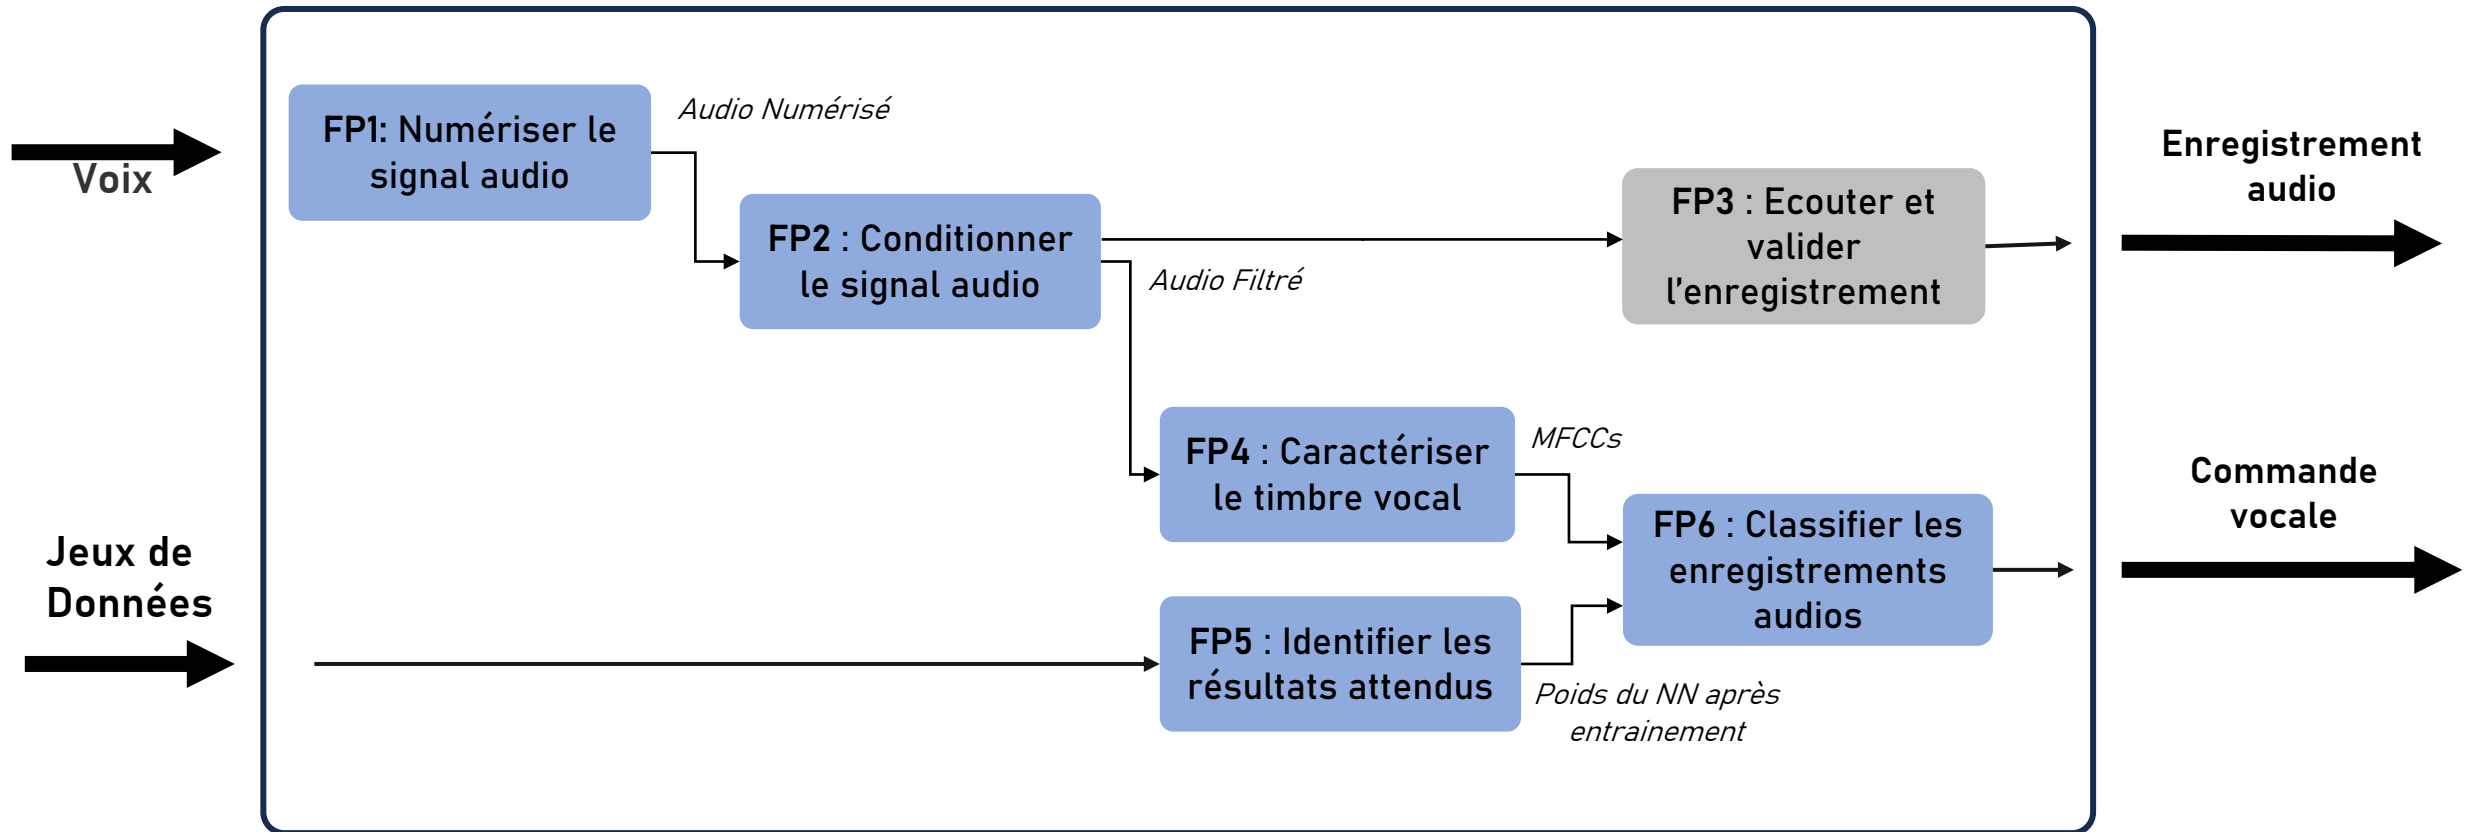 Voix
FP1: Numériser le
signal audio
Audio Numérisé
FP2 : Conditionner
le signal audio
Audio Filtré
FP3 : Ecouter et
valider
l'enregistrement
Enregistrement
audio
FP4 : Caractériser
le timbre vocal
MFCCs
Jeux de
Données
FP5 : Identifier les
résultats attendus
Poids du NN après
entrainement
FP6 : Classifier les
enregistrements
audios
Commande
vocale